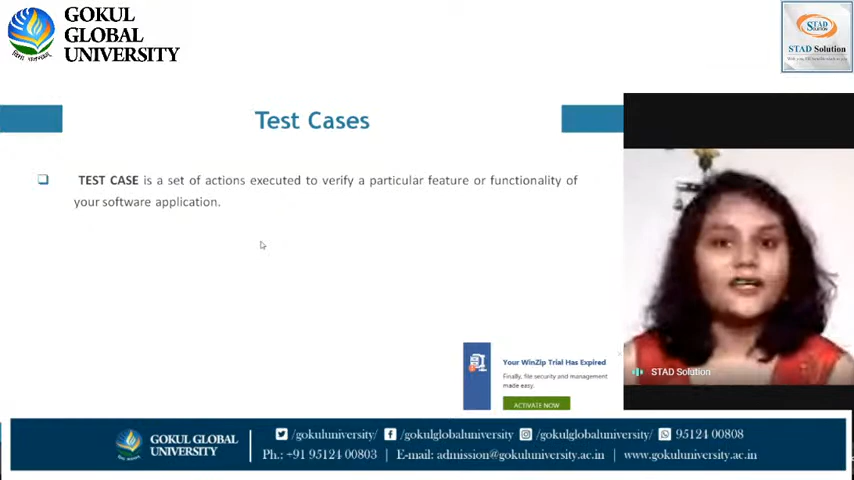 GOKUL
GLOBAL
UNIVERSITY
STAD
SOLUTION
STAD Solution
Test Cases
TEST CASE is a set of actions executed to verify a particular feature or functionality of
your software application.
Your WinZip Trial Has Expired
Finally, file security and management
made easy.
ACTIVATE NOW
STAD Solution
GOKUL GLOBAL
UNIVERSITY
/gokuluniversity/ | /gokulglobaluniversity /gokulglobaluniversity/ 95124 00808
Ph.: +91 95124 00803 | E-mail: admission@gokuluniversity.ac.in | www.gokuluniversity.ac.in